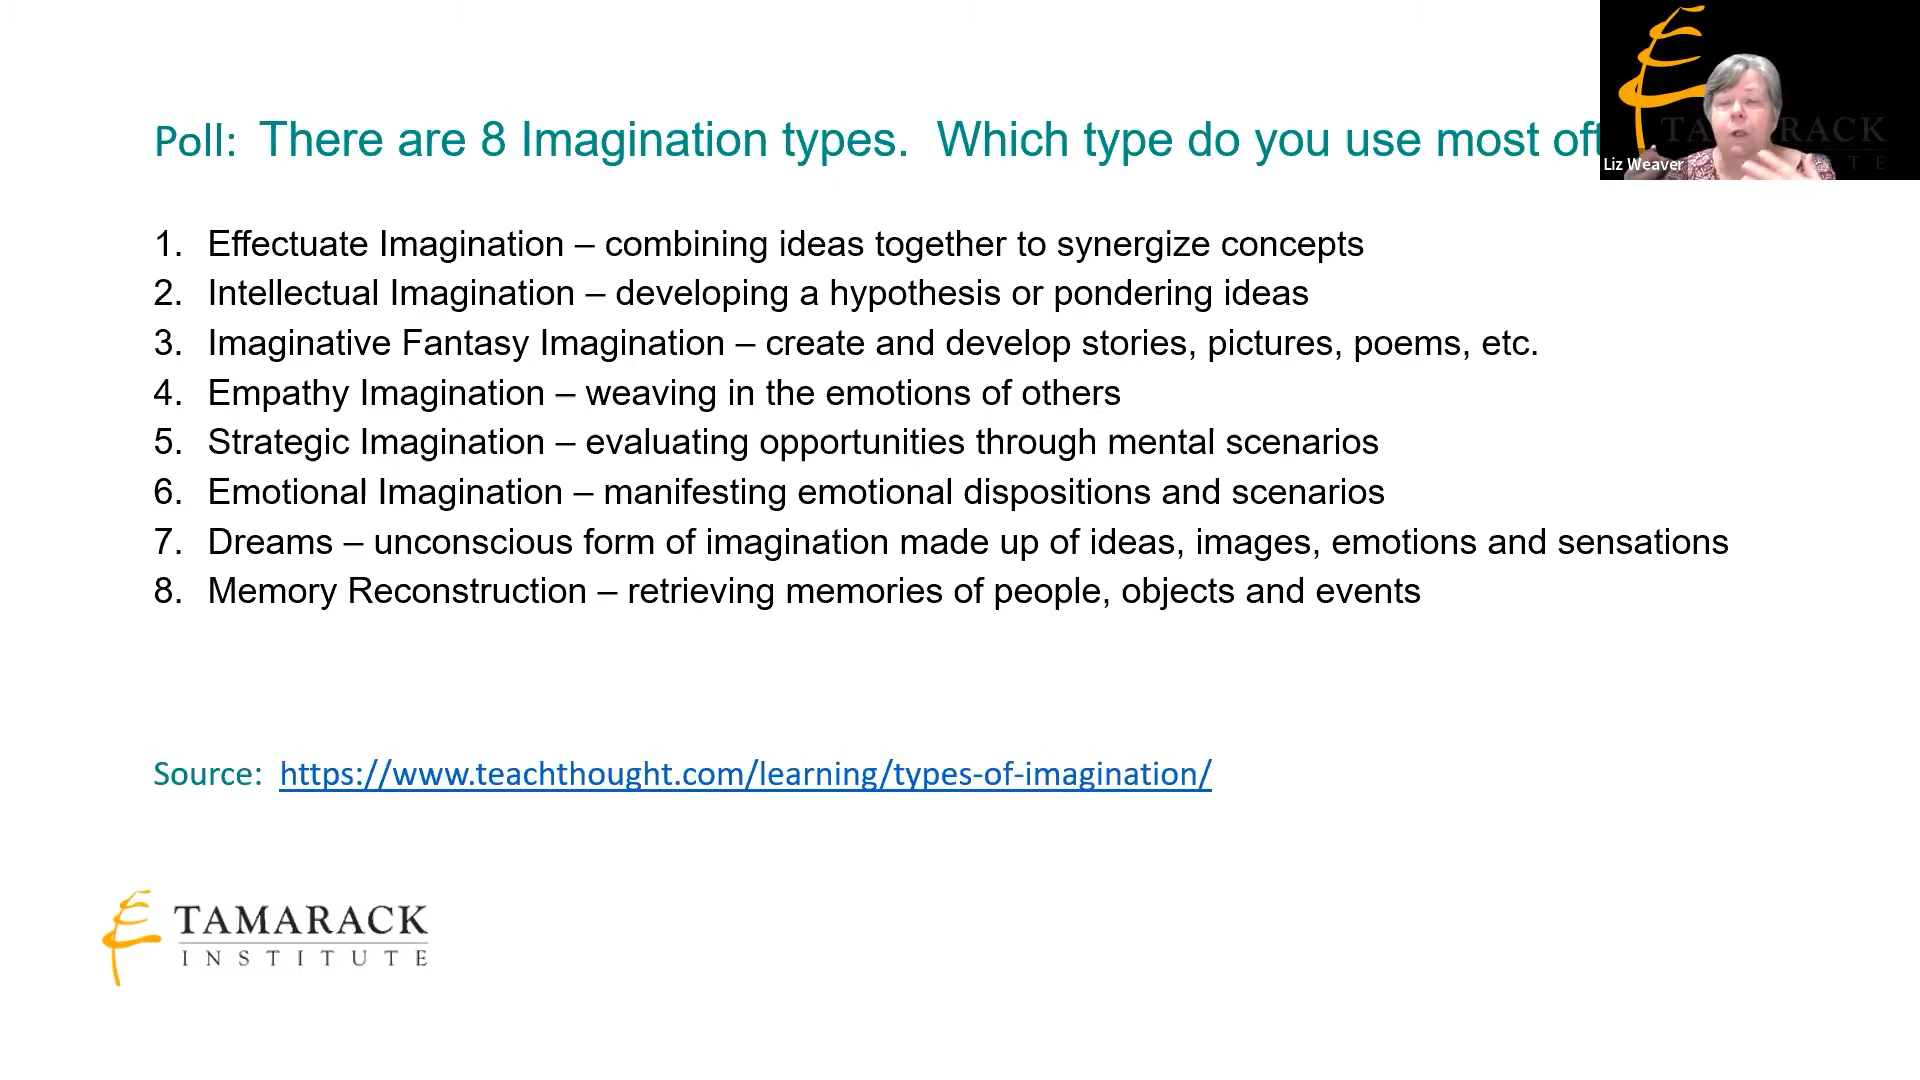 Poll: There are 8 Imagination types. Which type do you use most oft
TAMARACK
Liz Weaver
1. Effectuate Imagination – combining ideas together to synergize concepts
2. Intellectual Imagination – developing a hypothesis or pondering ideas
3. Imaginative Fantasy Imagination – create and develop stories, pictures, poems, etc.
4. Empathy Imagination – weaving in the emotions of others
5. Strategic Imagination – evaluating opportunities through mental scenarios
6. Emotional Imagination – manifesting emotional dispositions and scenarios
7. Dreams – unconscious form of imagination made up of ideas, images, emotions and sensations
8. Memory Reconstruction – retrieving memories of people, objects and events
Source: https://www.teachthought.com/learning/types-of-imagination/
TAMARACK
INSTITUTE